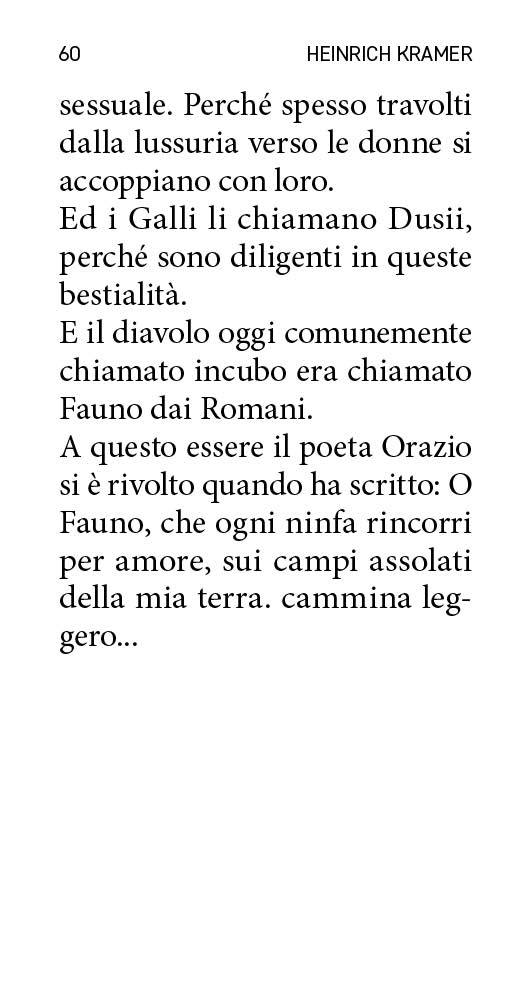 60 HEINRICH KRAMER
sessuale. Perché spesso travolti
dalla lussuria verso le donne si
accoppiano con loro.
Ed i Galli li chiamano Dusii,
perché sono diligenti in queste
bestialità.
E il diavolo oggi comunemente
chiamato incubo era chiamato
Fauno dai Romani.
A questo essere il poeta Orazio
si è rivolto quando ha scritto: O
Fauno, che ogni ninfa rincorri
per amore, sui campi assolati
della mia terra. cammina leg-
gero...